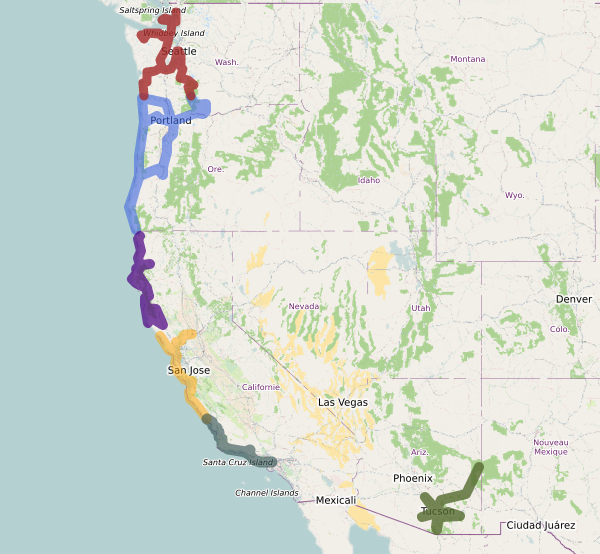 Saltspring Island
Whidbey Island
Seattle
Wash.
Montana
Portland
Ore.
Idaho
Wyo.
Nevada
Utah
Denver
Colo.
San Jose
Californie
Las Vegas
Ariz.
Nouveau
Mexique
Santa Cruz Island
Phoenix
Channel Islands
Mexicali
Tucson
Ciudad Juárez